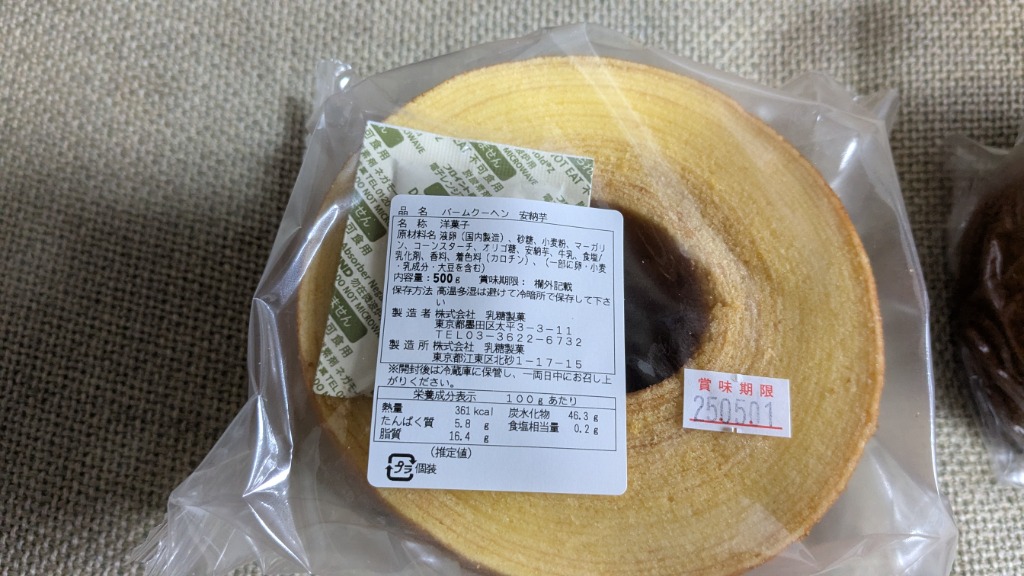 品 名 バームクーヘン 安納芋
名 称 洋菓子
原材料名 液卵（国内製造）、砂糖、小麦粉、マーガリ
ン、コーンスターチ、オリゴ糖、安納芋、牛乳、食塩/
乳化剤、香料、着色料（カロチン）、（一部に卵・小麦
・乳成分・大豆を含む）
内容量：500g 賞味期限： 欄外記載
保存方法 高温多湿は避けて冷暗所で保存して下さ
い
製 造 者 株式会社 乳糖製菓
東京都墨田区太平3-3-11
TEL03-3622-6732
製 造 所 株式会社 乳糖製菓
東京都江東区北砂1-17-15
※開封後は冷蔵庫に保管し、一両日中にお召し上
がりください。
栄養成分表示 100gあたり
熱量 361 kcal 炭水化物 46.3 g
たんぱく質 5.8 g 食塩相当量 0.2 g
脂質 16.4 g
（推定値）
プラ 個装
賞味期限
250501